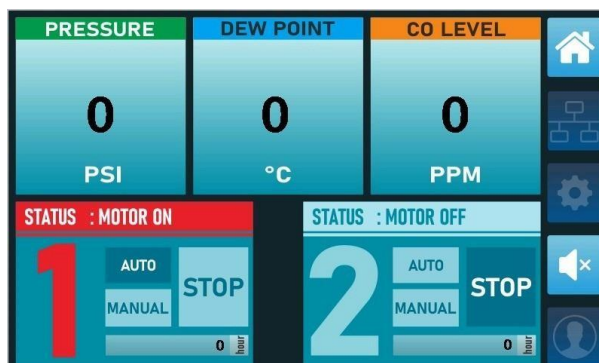 PRESSURE
DEW POINT
CO LEVEL
0
0
0
PSI
°C
PPM
STATUS : MOTOR ON
STATUS : MOTOR OFF
1
AUTO
MANUAL
STOP
0 hour
2
AUTO
MANUAL
STOP
0 hour